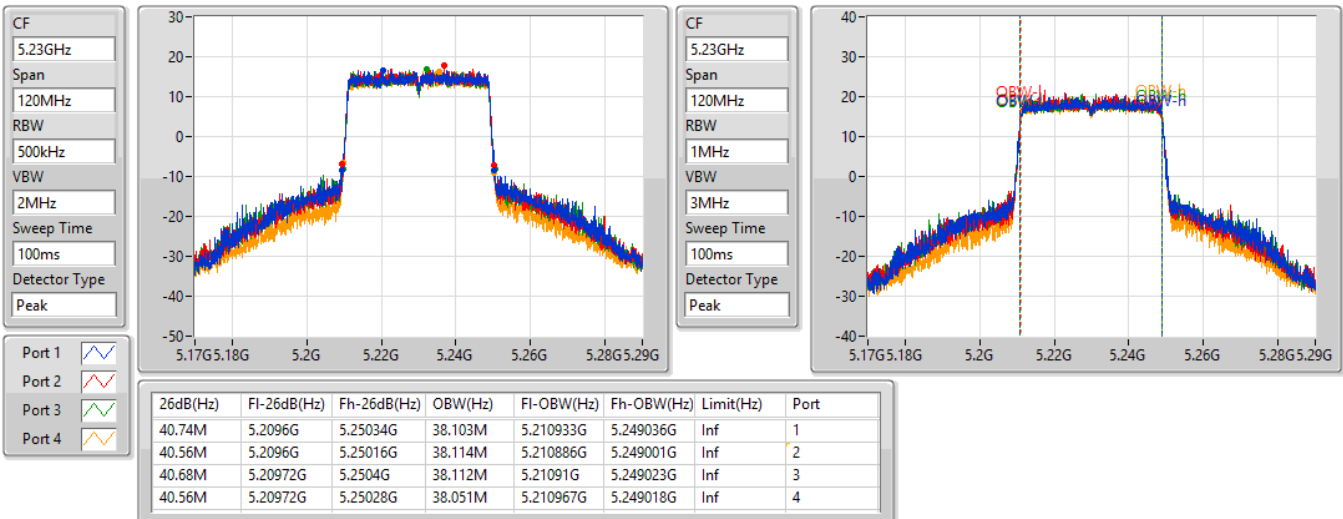 CF
5.23GHz
Span
120MHz
RBW
500kHz
VBW
2MHz
Sweep Time
100ms
Detector Type
Peak
30
20
10
0
-10
-20
-30
-40
-50
5.17G 5.18G 5.2G 5.22G 5.24G 5.26G 5.28G 5.29G
CF
5.23GHz
Span
120MHz
RBW
1MHz
VBW
3MHz
Sweep Time
100ms
Detector Type
Peak
40
30
20
10
0
-10
-20
-30
-40
OBW-l OBW-h
5.17G 5.18G 5.2G 5.22G 5.24G 5.26G 5.28G 5.29G
Port 1
Port 2
Port 3
Port 4
26dB(Hz) Fl-26dB(Hz) Fh-26dB(Hz) OBW(Hz) Fl-OBW(Hz) Fh-OBW(Hz) Limit(Hz) Port
40.74M 5.2096G 5.25034G 38.103M 5.210933G 5.249036G Inf 1
40.56M 5.2096G 5.25016G 38.114M 5.210886G 5.249001G Inf 2
40.68M 5.20972G 5.2504G 38.112M 5.21091G 5.249023G Inf 3
40.56M 5.20972G 5.25028G 38.051M 5.210967G 5.249018G Inf 4